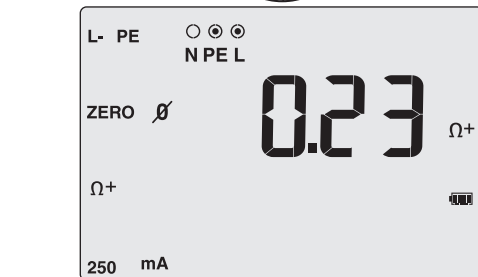 L- PE
N PE L
ZERO Ø
0.23 Ω+
Ω+
250 mA